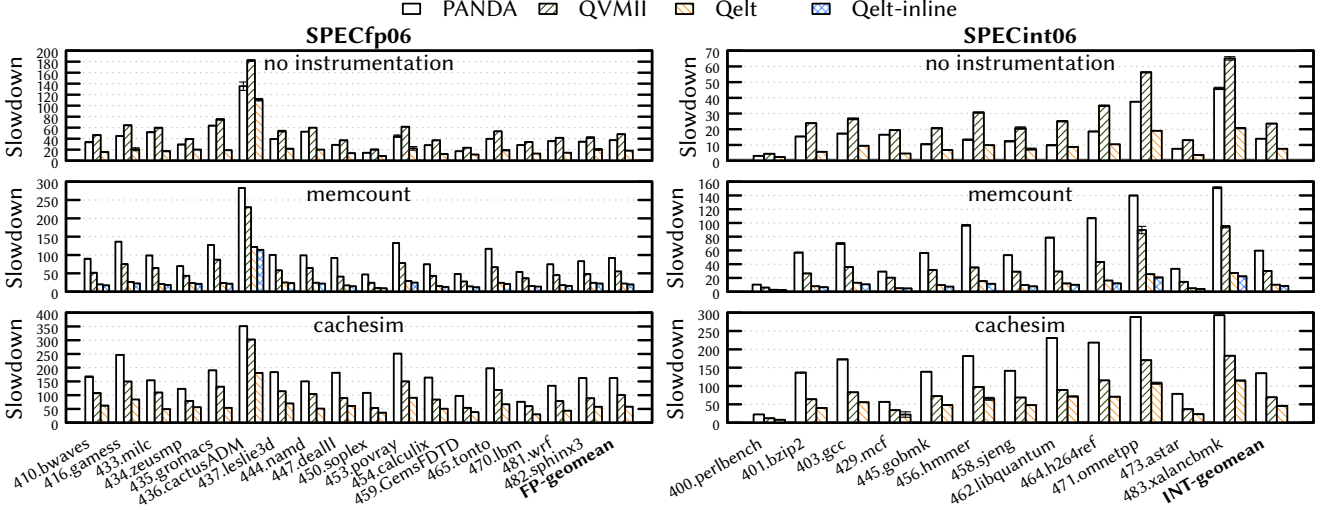 PANDA QVMII Qelt Qelt-inline
SPECfp06 SPECint06
no instrumentation
Slowdown
200
180
160
140
120
100
80
60
40
20
0
no instrumentation
Slowdown
70
60
50
40
30
20
10
0
memcount
Slowdown
300
250
200
150
100
50
0
memcount
Slowdown
160
140
120
100
80
60
40
20
0
cachesim
Slowdown
400
350
300
250
200
150
100
50
0
cachesim
Slowdown
300
250
200
150
100
50
0
410.bwaves
416.gamess
433.milc
434.zeusmp
435.gromacs
436.cactusADM
437.leslie3d
444.namd
447.dealII
450.soplex
453.povray
454.calculix
459.GemsFDTD
465.tonto
470.lbm
481.wrf
482.sphinx3
FP-geomean
400.perlbench
401.bzip2
403.gcc
429.mcf
445.gobmk
456.hmmer
458.sjeng
462.libquantum
464.h264ref
471.omnetpp
473.astar
483.xalancbmk
INT-geomean